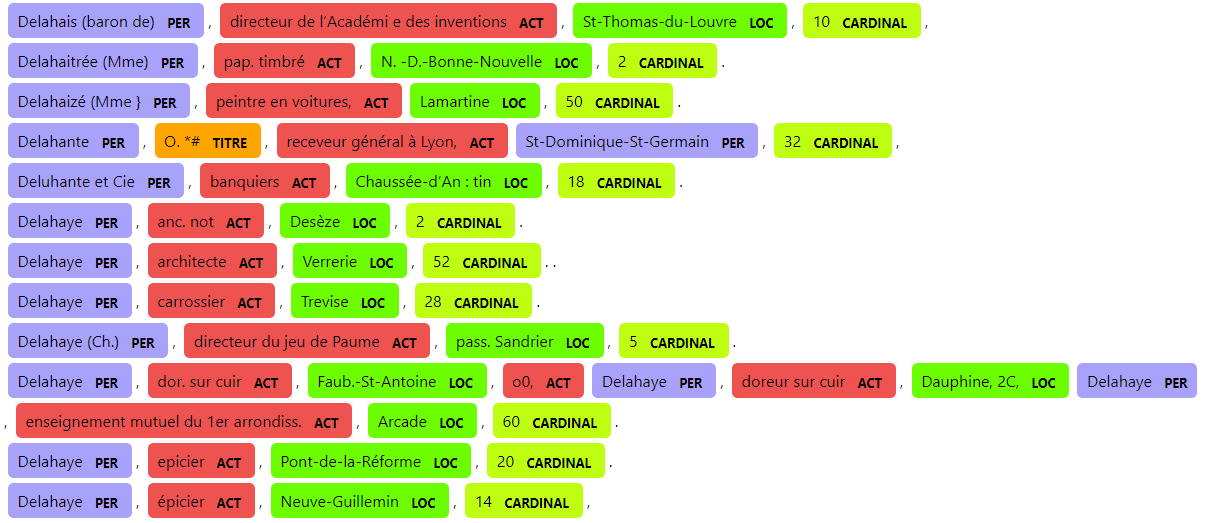 Delahais (baron de) PER , directeur de l'Académi e des inventions ACT , St-Thomas-du-Louvre LOC , 10 CARDINAL ,
Delahaitrée (Mme) PER , pap. timbré ACT , N. -D.-Bonne-Nouvelle LOC , 2 CARDINAL .
Delahaizé (Mme } PER , peintre en voitures, ACT Lamartine LOC , 50 CARDINAL .
Delahante PER , O. *# TITRE , receveur général à Lyon, ACT St-Dominique-St-Germain PER , 32 CARDINAL ,
Deluhante et Cie PER , banquiers ACT , Chaussée-d'An : tin LOC , 18 CARDINAL .
Delahaye PER , anc. not ACT , Desèze LOC , 2 CARDINAL .
Delahaye PER , architecte ACT , Verrerie LOC , 52 CARDINAL . .
Delahaye PER , carrossier ACT , Trevise LOC , 28 CARDINAL .
Delahaye (Ch.) PER , directeur du jeu de Paume ACT , pass. Sandrier LOC , 5 CARDINAL .
Delahaye PER , dor. sur cuir ACT , Faub.-St-Antoine LOC , o0, ACT Delahaye PER , doreur sur cuir ACT , Dauphine, 2C, LOC Delahaye PER
, enseignement mutuel du 1er arrondiss. ACT , Arcade LOC , 60 CARDINAL .
Delahaye PER , epicier ACT , Pont-de-la-Réforme LOC , 20 CARDINAL .
Delahaye PER , épicier ACT , Neuve-Guillemin LOC , 14 CARDINAL ,